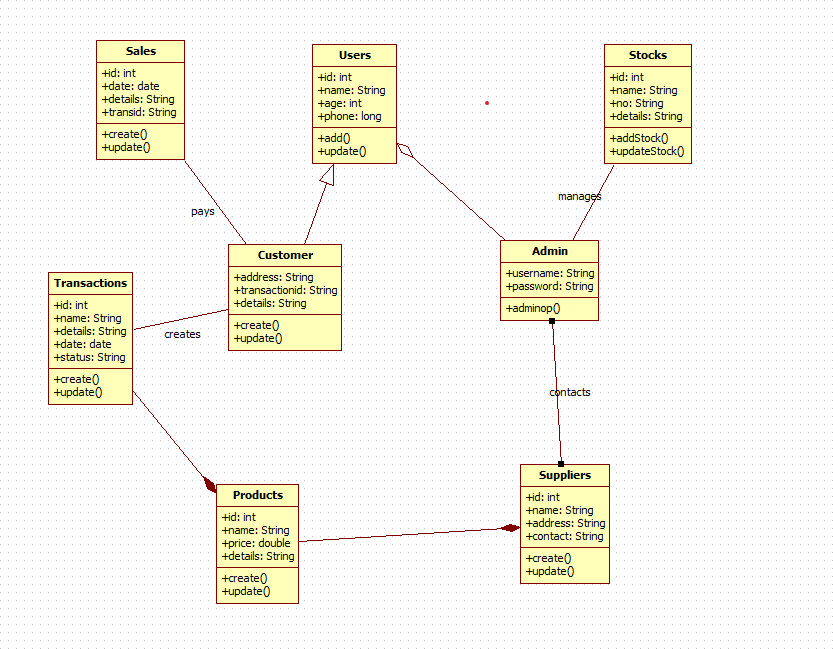 Sales
+id: int
+date: date
+details: String
+transid: String
+create()
+update()
Users
+id: int
+name: String
+age: int
+phone: long
+add()
+update()
Stocks
+id: int
+name: String
+no: String
+details: String
+addStock()
+updateStock()
pays
manages
Customer
+address: String
+transactionid: String
+details: String
+create()
+update()
Admin
+username: String
+password: String
+adminop()
Transactions
+id: int
+name: String
+details: String
+date: date
+status: String
+create()
+update()
creates
contacts
Products
+id: int
+name: String
+price: double
+details: String
+create()
+update()
Suppliers
+id: int
+name: String
+address: String
+contact: String
+create()
+update()